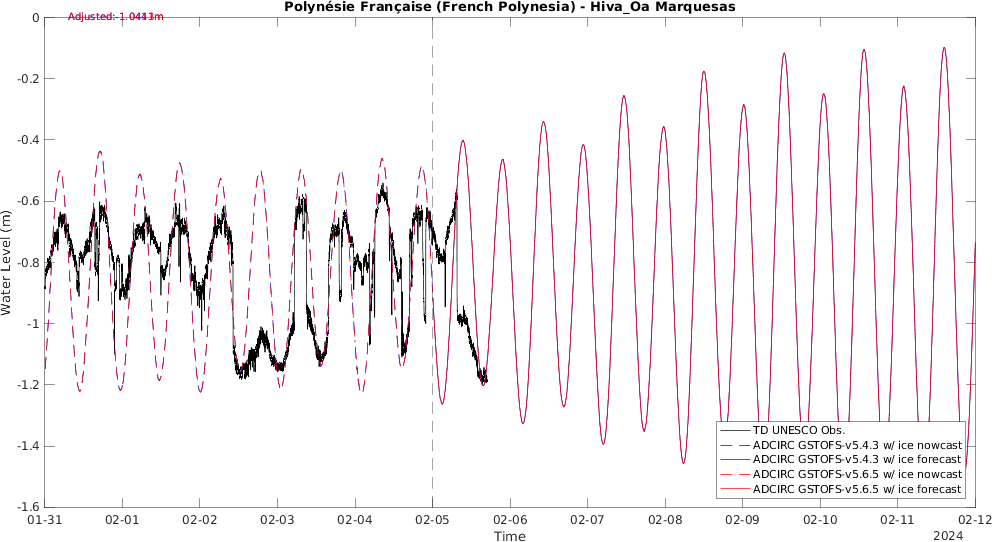 Polynésie Française (French Polynesia) - Hiva_Oa Marquesas
0
-0.2
-0.4
-0.6
-0.8
-1
-1.2
-1.4
-1.6
Water Level (m)
TD UNESCO Obs.
ADCIRC GSTOFS-v5.4.3 w/ ice nowcast
ADCIRC GSTOFS-v5.4.3 w/ ice forecast
ADCIRC GSTOFS-v5.6.5 w/ ice nowcast
ADCIRC GSTOFS-v5.6.5 w/ ice forecast
01-31 02-01 02-02 02-03 02-04 02-05 02-06 02-07 02-08 02-09 02-10 02-11 02-12
Time
2024